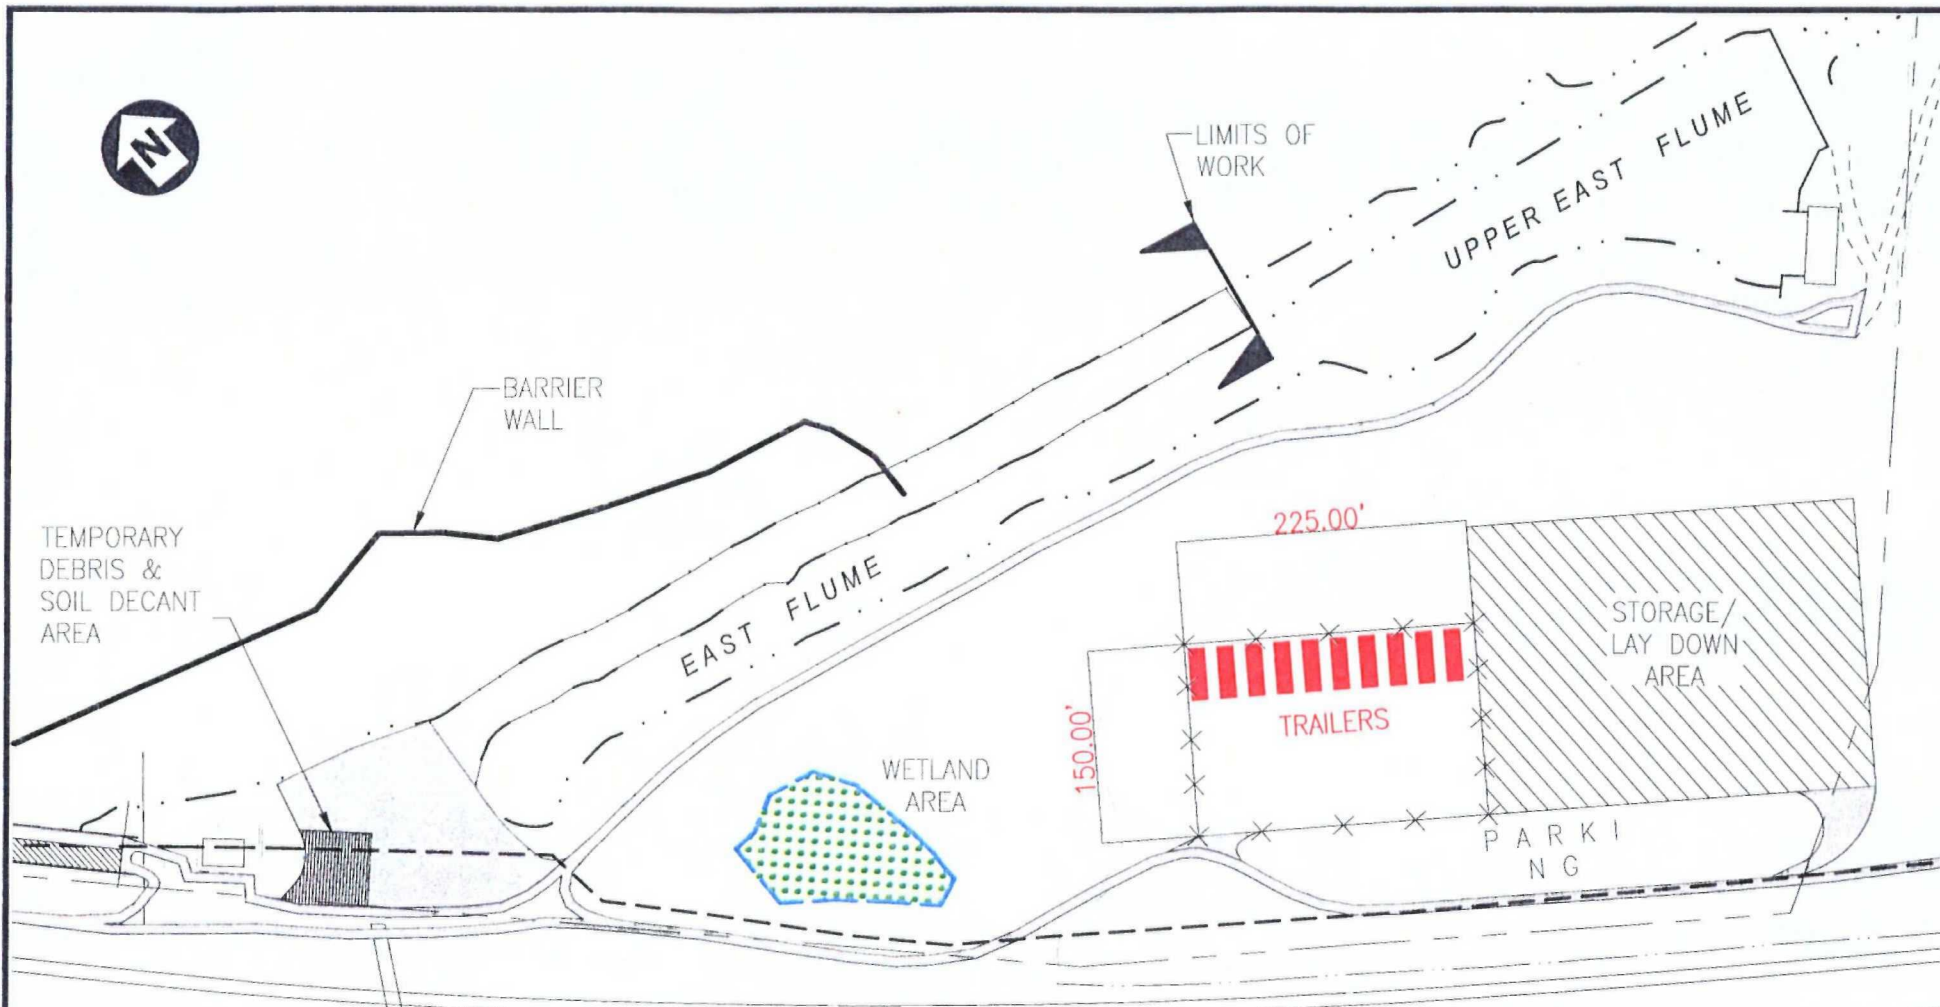 N
LIMITS OF
WORK
UPPER EAST FLUME
BARRIER
WALL
TEMPORARY
DEBRIS &
SOIL DECANT
AREA
EAST FLUME
225.00'
STORAGE/
LAY DOWN
AREA
TRAILERS
150.00'
WETLAND
AREA
PARKI
NG